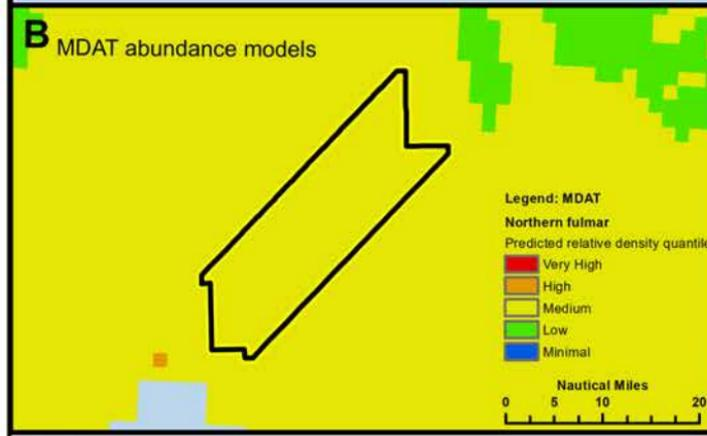 B MDAT abundance models
Legend: MDAT
Northern fulmar
Predicted relative density quantile
Very High
High
Medium
Low
Minimal
Nautical Miles
0 5 10 20